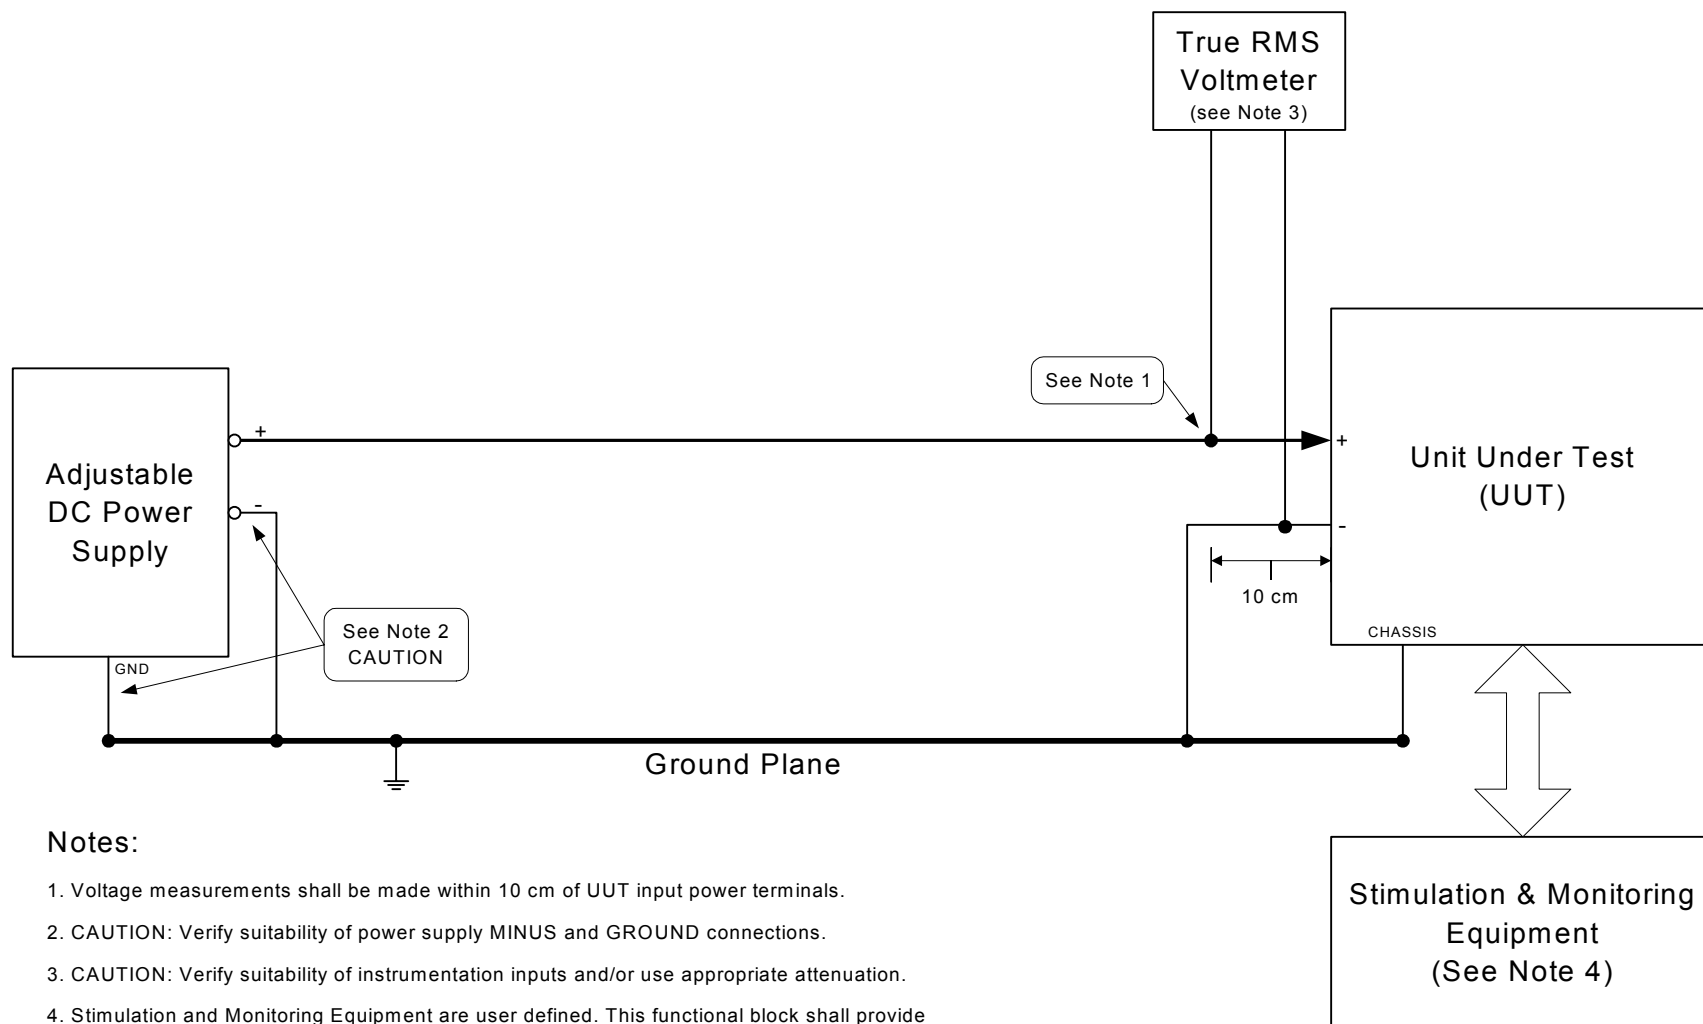 True RMS
Voltmeter
(see Note 3)
See Note 1
+
+
Adjustable
DC Power
Supply
-
Unit Under Test
(UUT)
-
10 cm
See Note 2
CAUTION
GND
CHASSIS
Ground Plane
Notes:
1. Voltage measurements shall be made within 10 cm of UUT input power terminals.
2. CAUTION: Verify suitability of power supply MINUS and GROUND connections.
3. CAUTION: Verify suitability of instrumentation inputs and/or use appropriate attenuation.
4. Stimulation and Monitoring Equipment are user defined. This functional block shall provide
Stimulation & Monitoring
Equipment
(See Note 4)